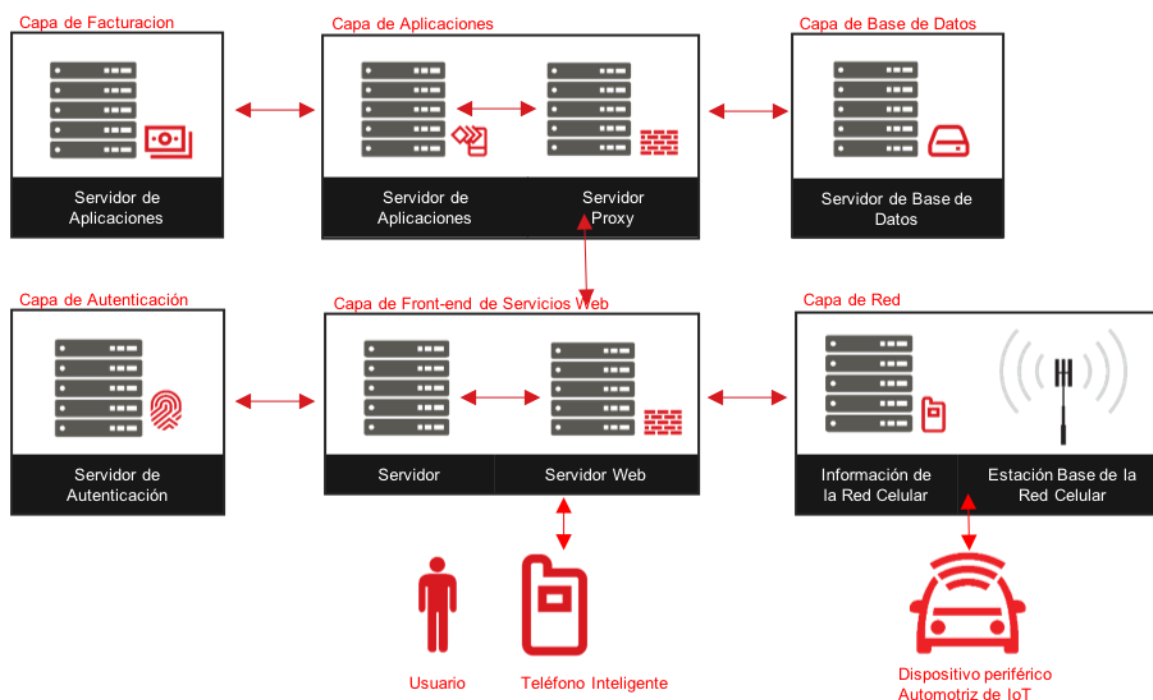 Capa de Facturacion
Capa de Aplicaciones
Capa de Base de Datos
Servidor de
Aplicaciones
Servidor de
Aplicaciones
Servidor
Proxy
Servidor de Base de
Datos
Capa de Autenticación
Capa de Front-end de Servicios Web
Capa de Red
Servidor de
Autenticación
Servidor
Servidor Web
Información de
la Red Celular
Estación Base de la
Red Celular
Usuario
Teléfono Inteligente
Dispositivo periférico
Automotriz de IoT